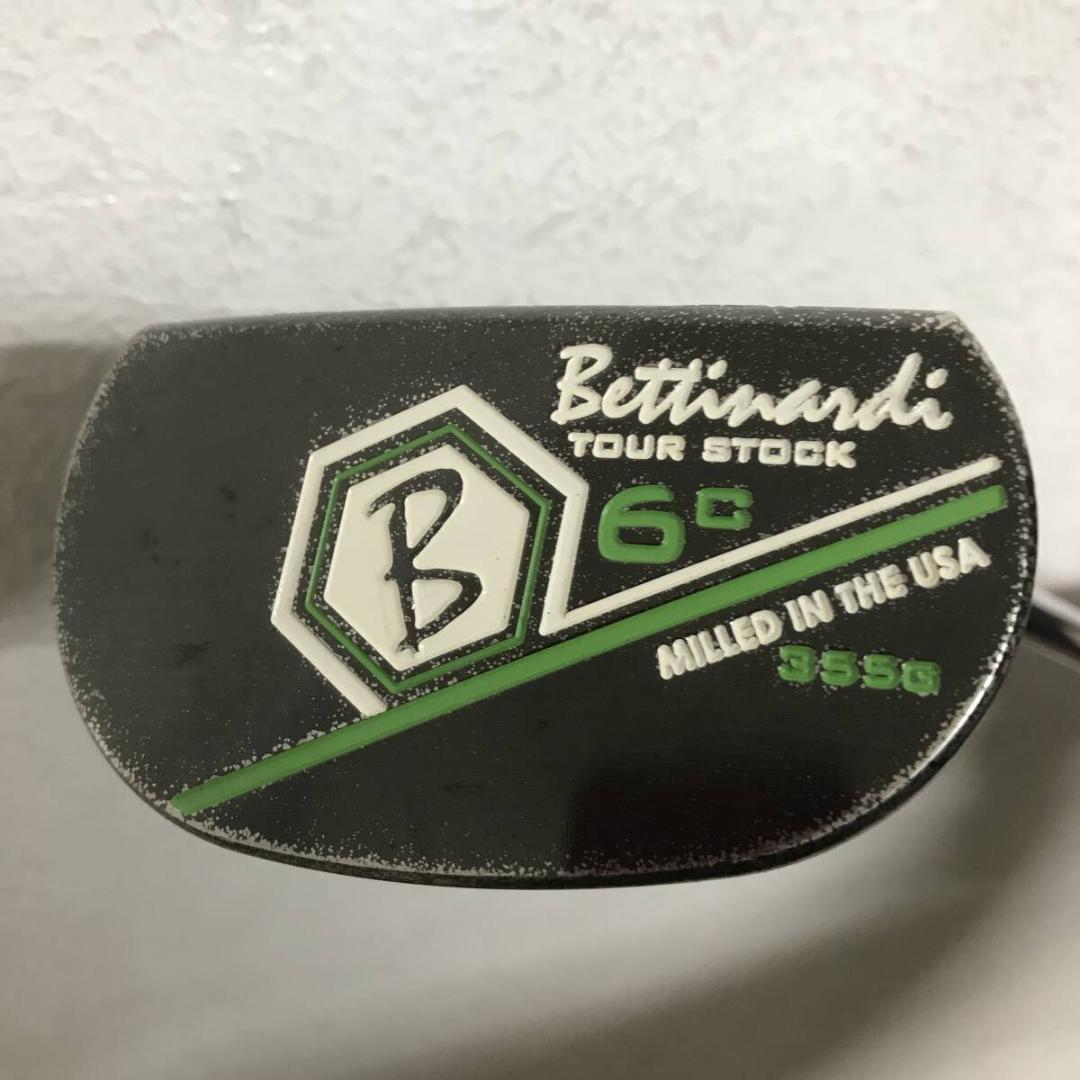 Bettinardi
TOUR STOCK
6C
B
MILLED IN THE USA
355G